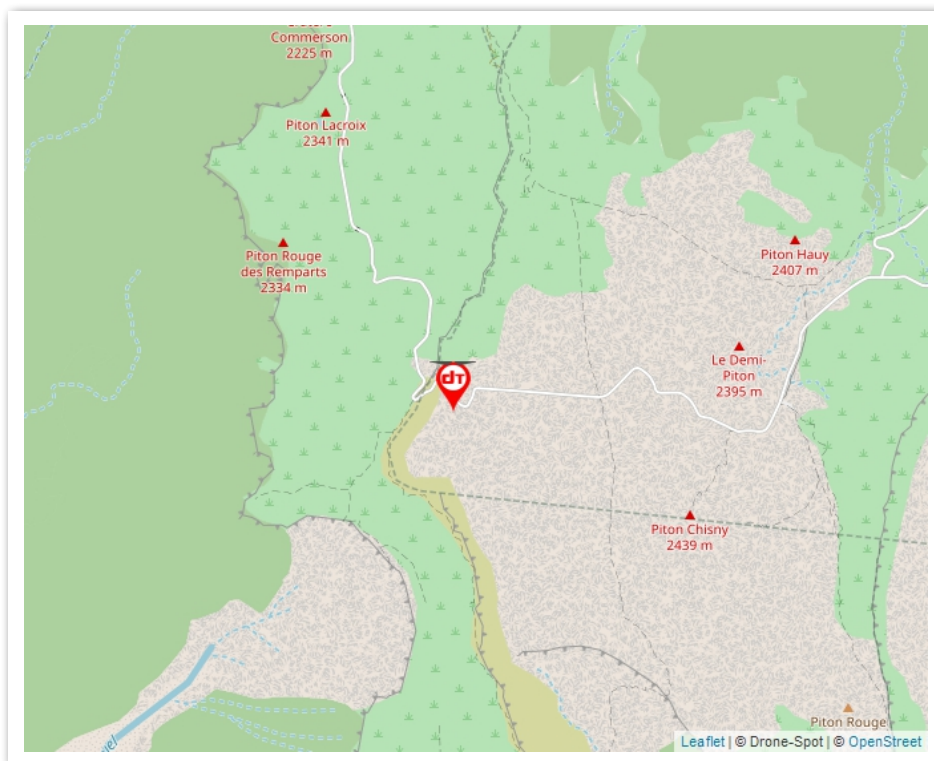 Commerson
2225 m
Piton Lacroix
2341 m
Piton Rouge
des Remparts
2334 m
Piton Hauy
2407 m
Le Demi-
Piton
2395 m
dT
Piton Chisny
2439 m
Piton Rouge
Leaflet | © Drone-Spot | © OpenStreet